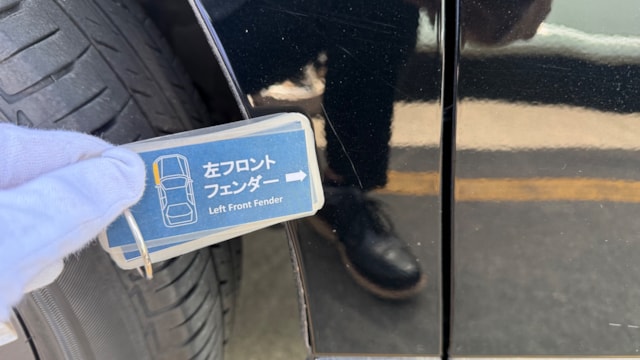 左フロント
フェンダー
Left Front Fender